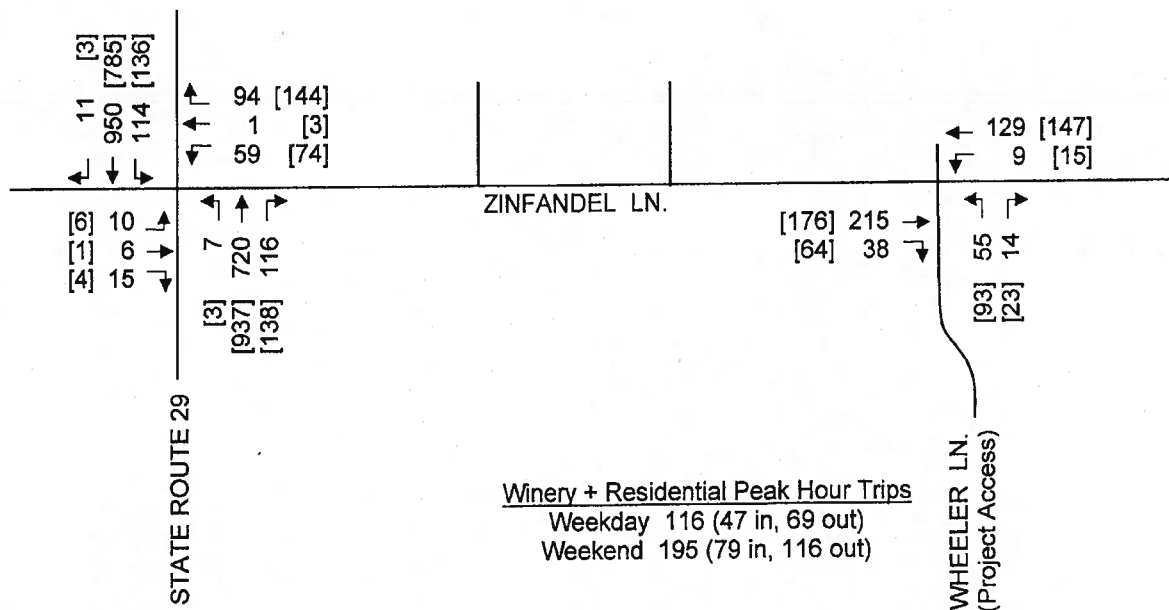 11 [3]
950 [785]
114 [136]
94 [144]
1 [3]
59 [74]
[6] 10
[1] 6
[4] 15
7 [3]
720 [937]
116 [138]
ZINFANDEL LN.
129 [147]
9 [15]
[176] 215
[64] 38
[93] 55
[23] 14
STATE ROUTE 29
WHEELER LN.
(Project Access)
Winery + Residential Peak Hour Trips
Weekday 116 (47 in, 69 out)
Weekend 195 (79 in, 116 out)